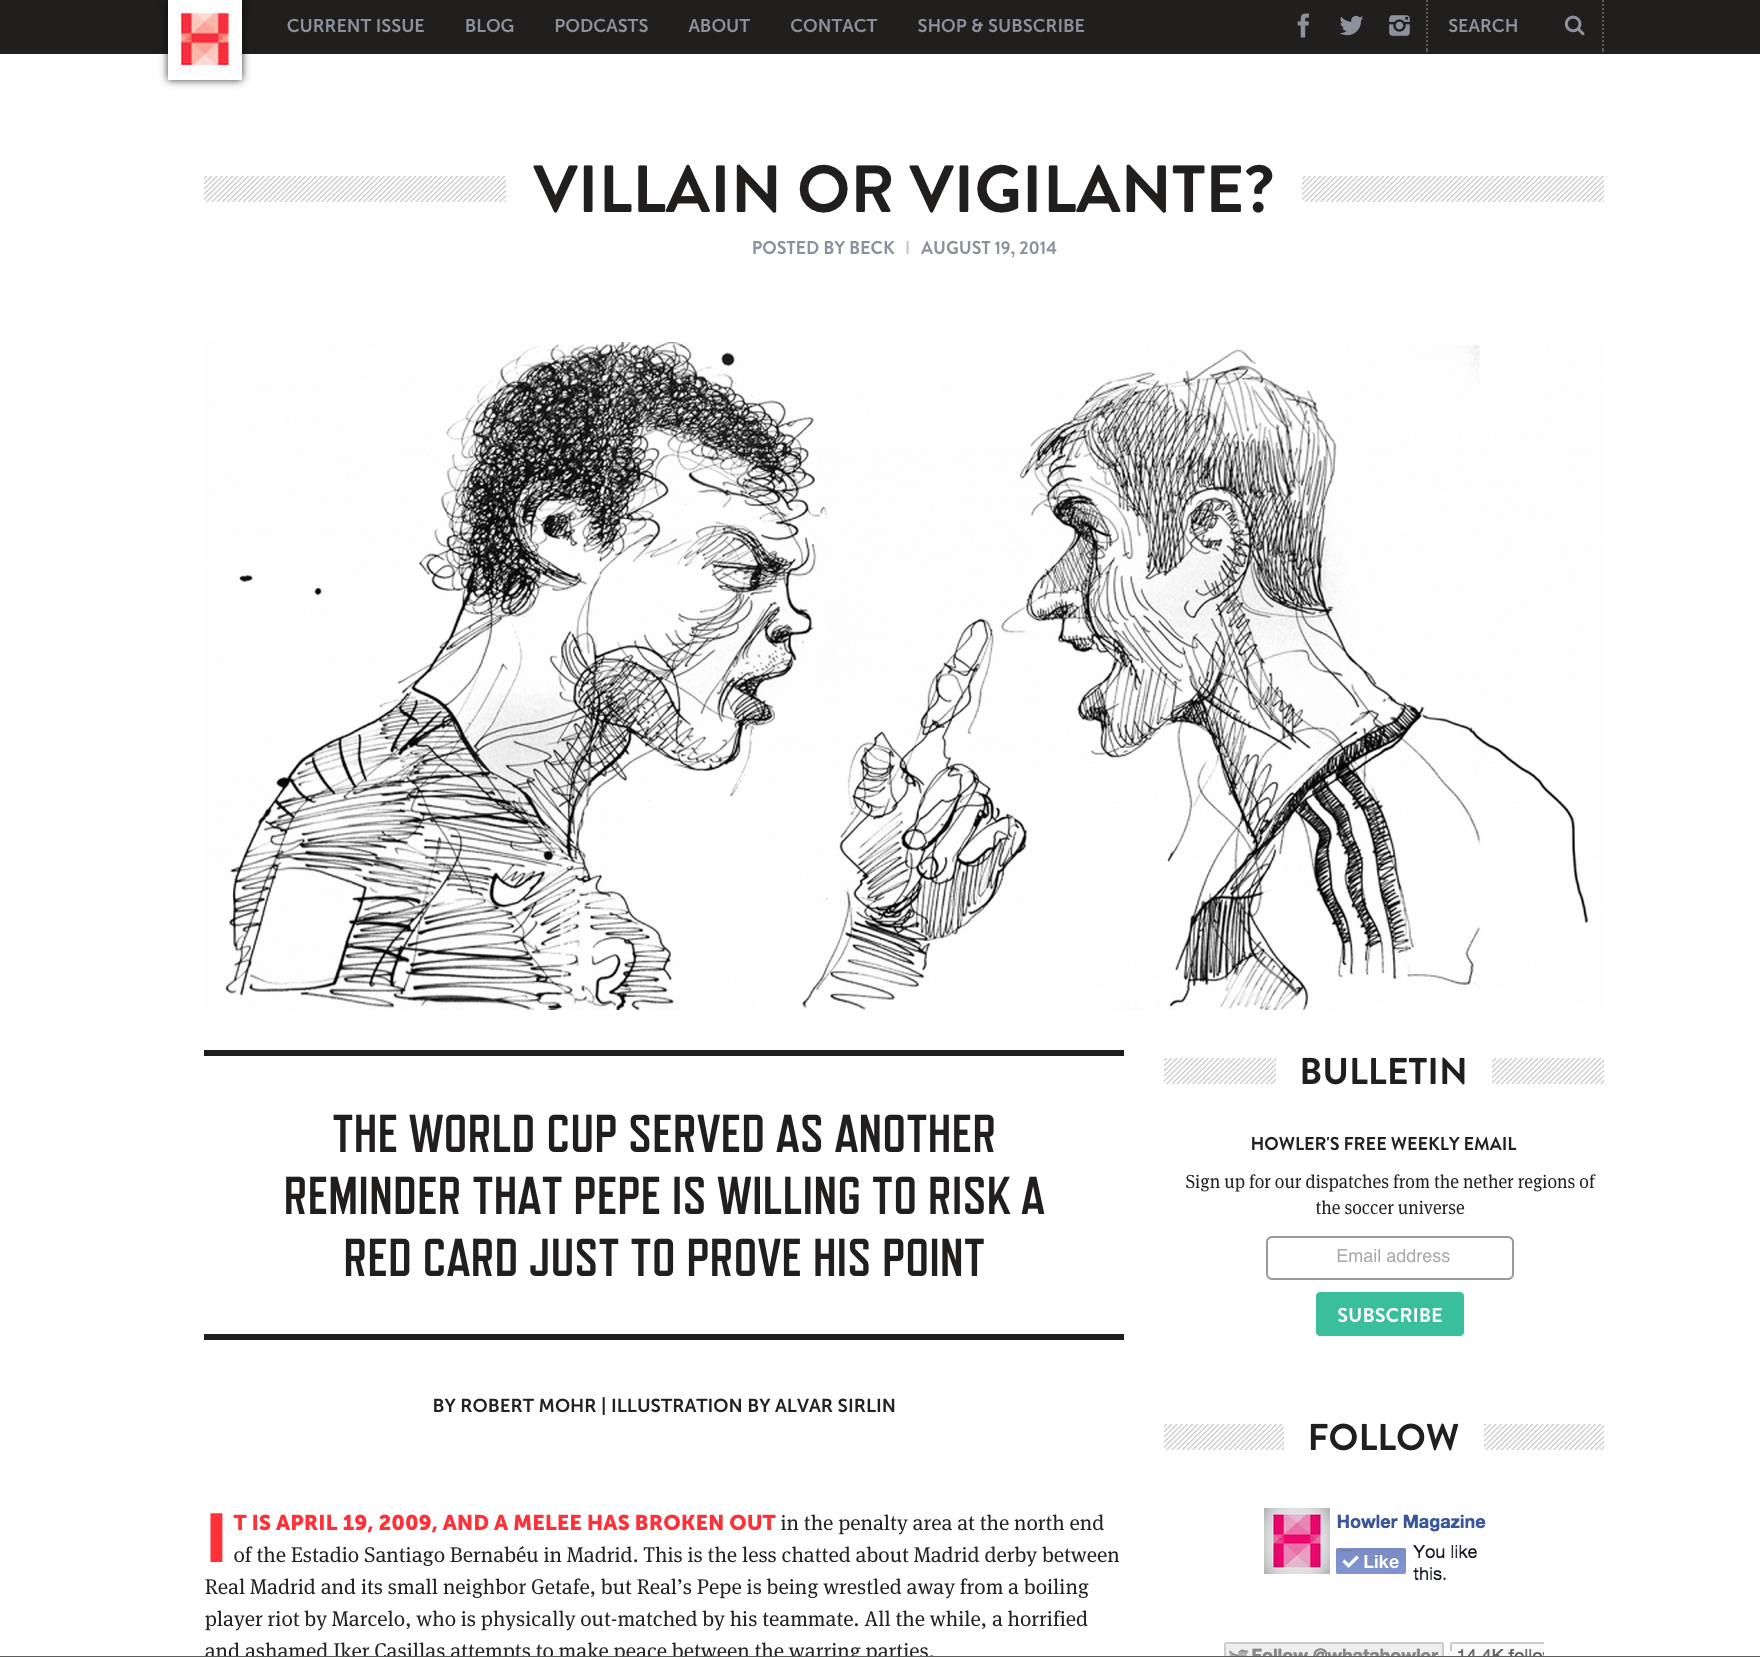 H
CURRENT ISSUE BLOG PODCASTS ABOUT CONTACT SHOP & SUBSCRIBE SEARCH
VILLAIN OR VIGILANTE?
POSTED BY BECK | AUGUST 19, 2014
THE WORLD CUP SERVED AS ANOTHER
REMINDER THAT PEPE IS WILLING TO RISK A
RED CARD JUST TO PROVE HIS POINT
BY ROBERT MOHR | ILLUSTRATION BY ALVAR SIRLIN
IT IS APRIL 19, 2009, AND A MELEE HAS BROKEN OUT in the penalty area at the north end
of the Estadio Santiago Bernabéu in Madrid. This is the less chatted about Madrid derby between
Real Madrid and its small neighbor Getafe, but Real’s Pepe is being wrestled away from a boiling
player riot by Marcelo, who is physically out-matched by his teammate. All the while, a horrified
and ashamed Iker Casillas attempts to make peace between the warring parties.
BULLETIN
HOWLER'S FREE WEEKLY EMAIL
Sign up for our dispatches from the nether regions of
the soccer universe
Email address
SUBSCRIBE
FOLLOW
H
Howler Magazine
Like You like
this.
Follow @whatahowler 14.4K follo